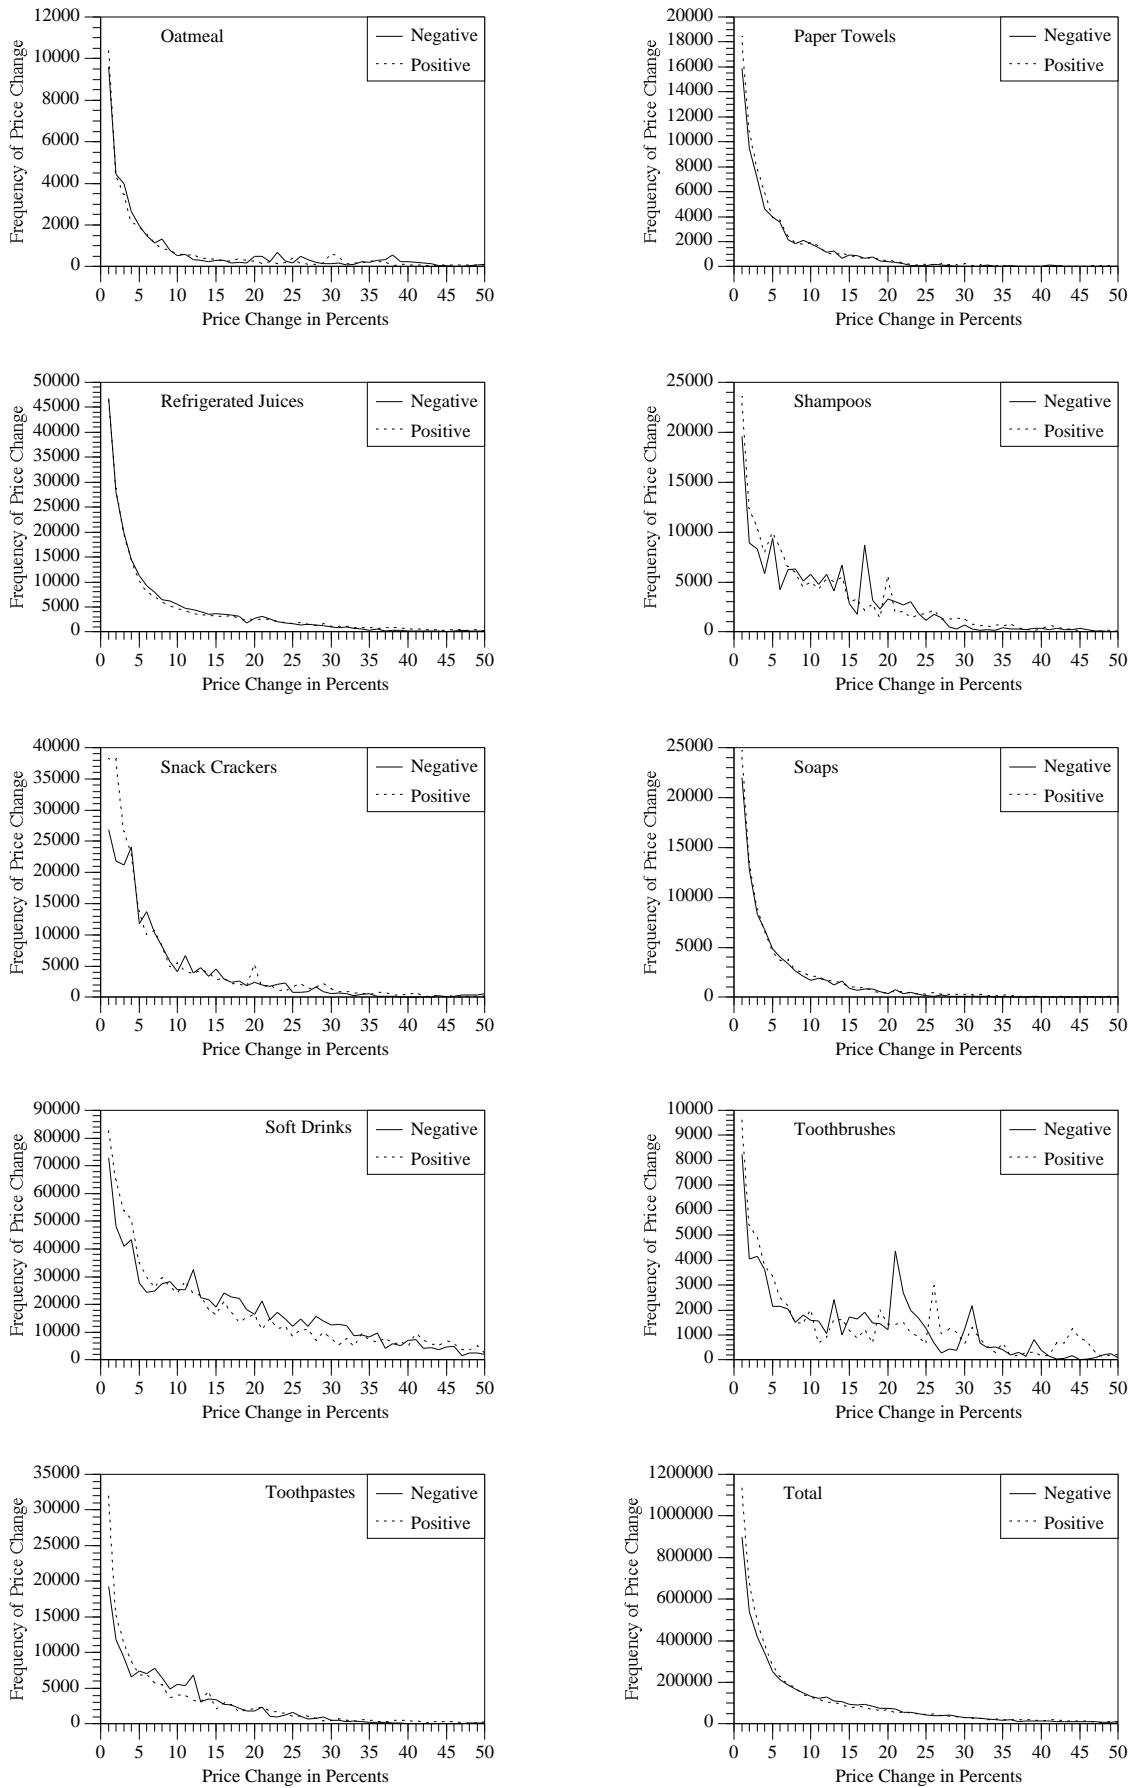 Frequency of Price Change
12000
10000
8000
6000
4000
2000
0
Oatmeal
Negative
Positive
0 5 10 15 20 25 30 35 40 45 50
Price Change in Percents
Frequency of Price Change
20000
18000
16000
14000
12000
10000
8000
6000
4000
2000
0
Paper Towels
Negative
Positive
0 5 10 15 20 25 30 35 40 45 50
Price Change in Percents
Frequency of Price Change
50000
45000
40000
35000
30000
25000
20000
15000
10000
5000
0
Refrigerated Juices
Negative
Positive
0 5 10 15 20 25 30 35 40 45 50
Price Change in Percents
Frequency of Price Change
25000
20000
15000
10000
5000
0
Shampoos
Negative
Positive
0 5 10 15 20 25 30 35 40 45 50
Price Change in Percents
Frequency of Price Change
40000
35000
30000
25000
20000
15000
10000
5000
0
Snack Crackers
Negative
Positive
0 5 10 15 20 25 30 35 40 45 50
Price Change in Percents
Frequency of Price Change
25000
20000
15000
10000
5000
0
Soaps
Negative
Positive
0 5 10 15 20 25 30 35 40 45 50
Price Change in Percents
Frequency of Price Change
90000
80000
70000
60000
50000
40000
30000
20000
10000
0
Soft Drinks
Negative
Positive
0 5 10 15 20 25 30 35 40 45 50
Price Change in Percents
Frequency of Price Change
10000
9000
8000
7000
6000
5000
4000
3000
2000
1000
0
Toothbrushes
Negative
Positive
0 5 10 15 20 25 30 35 40 45 50
Price Change in Percents
Frequency of Price Change
35000
30000
25000
20000
15000
10000
5000
0
Toothpastes
Negative
Positive
0 5 10 15 20 25 30 35 40 45 50
Price Change in Percents
Frequency of Price Change
1200000
1000000
800000
600000
400000
200000
0
Total
Negative
Positive
0 5 10 15 20 25 30 35 40 45 50
Price Change in Percents